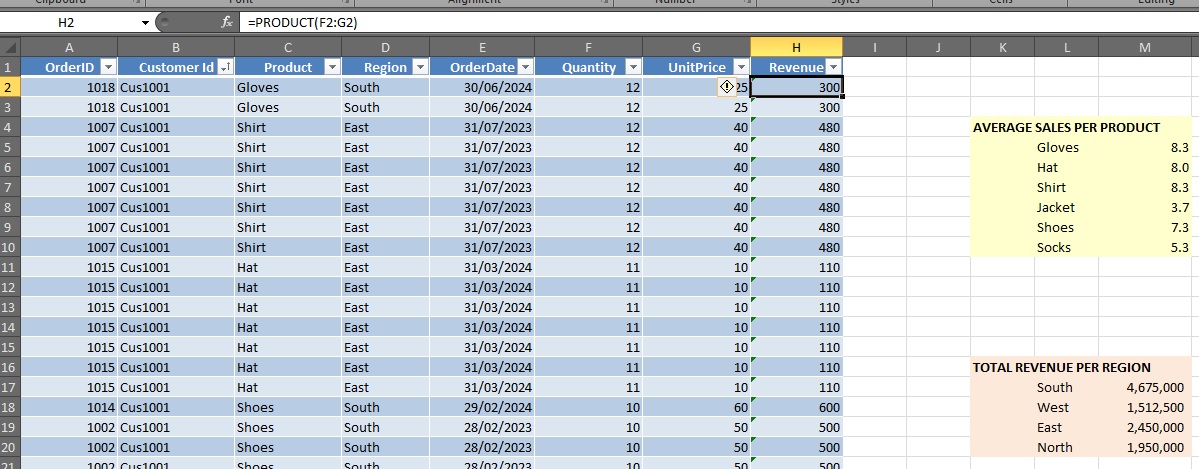 Clipboard Font Alignment Number Styles Cells Editing
H2 fx =PRODUCT(F2:G2)
A B C D E F G H I J K L M
1 OrderID Customer Id Product Region OrderDate Quantity UnitPrice Revenue
2 1018 Cus1001 Gloves South 30/06/2024 12 25 300
3 1018 Cus1001 Gloves South 30/06/2024 12 25 300
4 1007 Cus1001 Shirt East 31/07/2023 12 40 480 AVERAGE SALES PER PRODUCT
5 1007 Cus1001 Shirt East 31/07/2023 12 40 480 Gloves 8.3
6 1007 Cus1001 Shirt East 31/07/2023 12 40 480 Hat 8.0
7 1007 Cus1001 Shirt East 31/07/2023 12 40 480 Shirt 8.3
8 1007 Cus1001 Shirt East 31/07/2023 12 40 480 Jacket 3.7
9 1007 Cus1001 Shirt East 31/07/2023 12 40 480 Shoes 7.3
10 1007 Cus1001 Shirt East 31/07/2023 12 40 480 Socks 5.3
11 1015 Cus1001 Hat East 31/03/2024 11 10 110
12 1015 Cus1001 Hat East 31/03/2024 11 10 110
13 1015 Cus1001 Hat East 31/03/2024 11 10 110
14 1015 Cus1001 Hat East 31/03/2024 11 10 110
15 1015 Cus1001 Hat East 31/03/2024 11 10 110
16 1015 Cus1001 Hat East 31/03/2024 11 10 110 TOTAL REVENUE PER REGION
17 1015 Cus1001 Hat East 31/03/2024 11 10 110 South 4,675,000
18 1014 Cus1001 Shoes South 29/02/2024 10 60 600 West 1,512,500
19 1002 Cus1001 Shoes South 28/02/2023 10 50 500 East 2,450,000
20 1002 Cus1001 Shoes South 28/02/2023 10 50 500 North 1,950,000
21 1002 Cus1001 Shoes South 28/02/2023 10 50 500